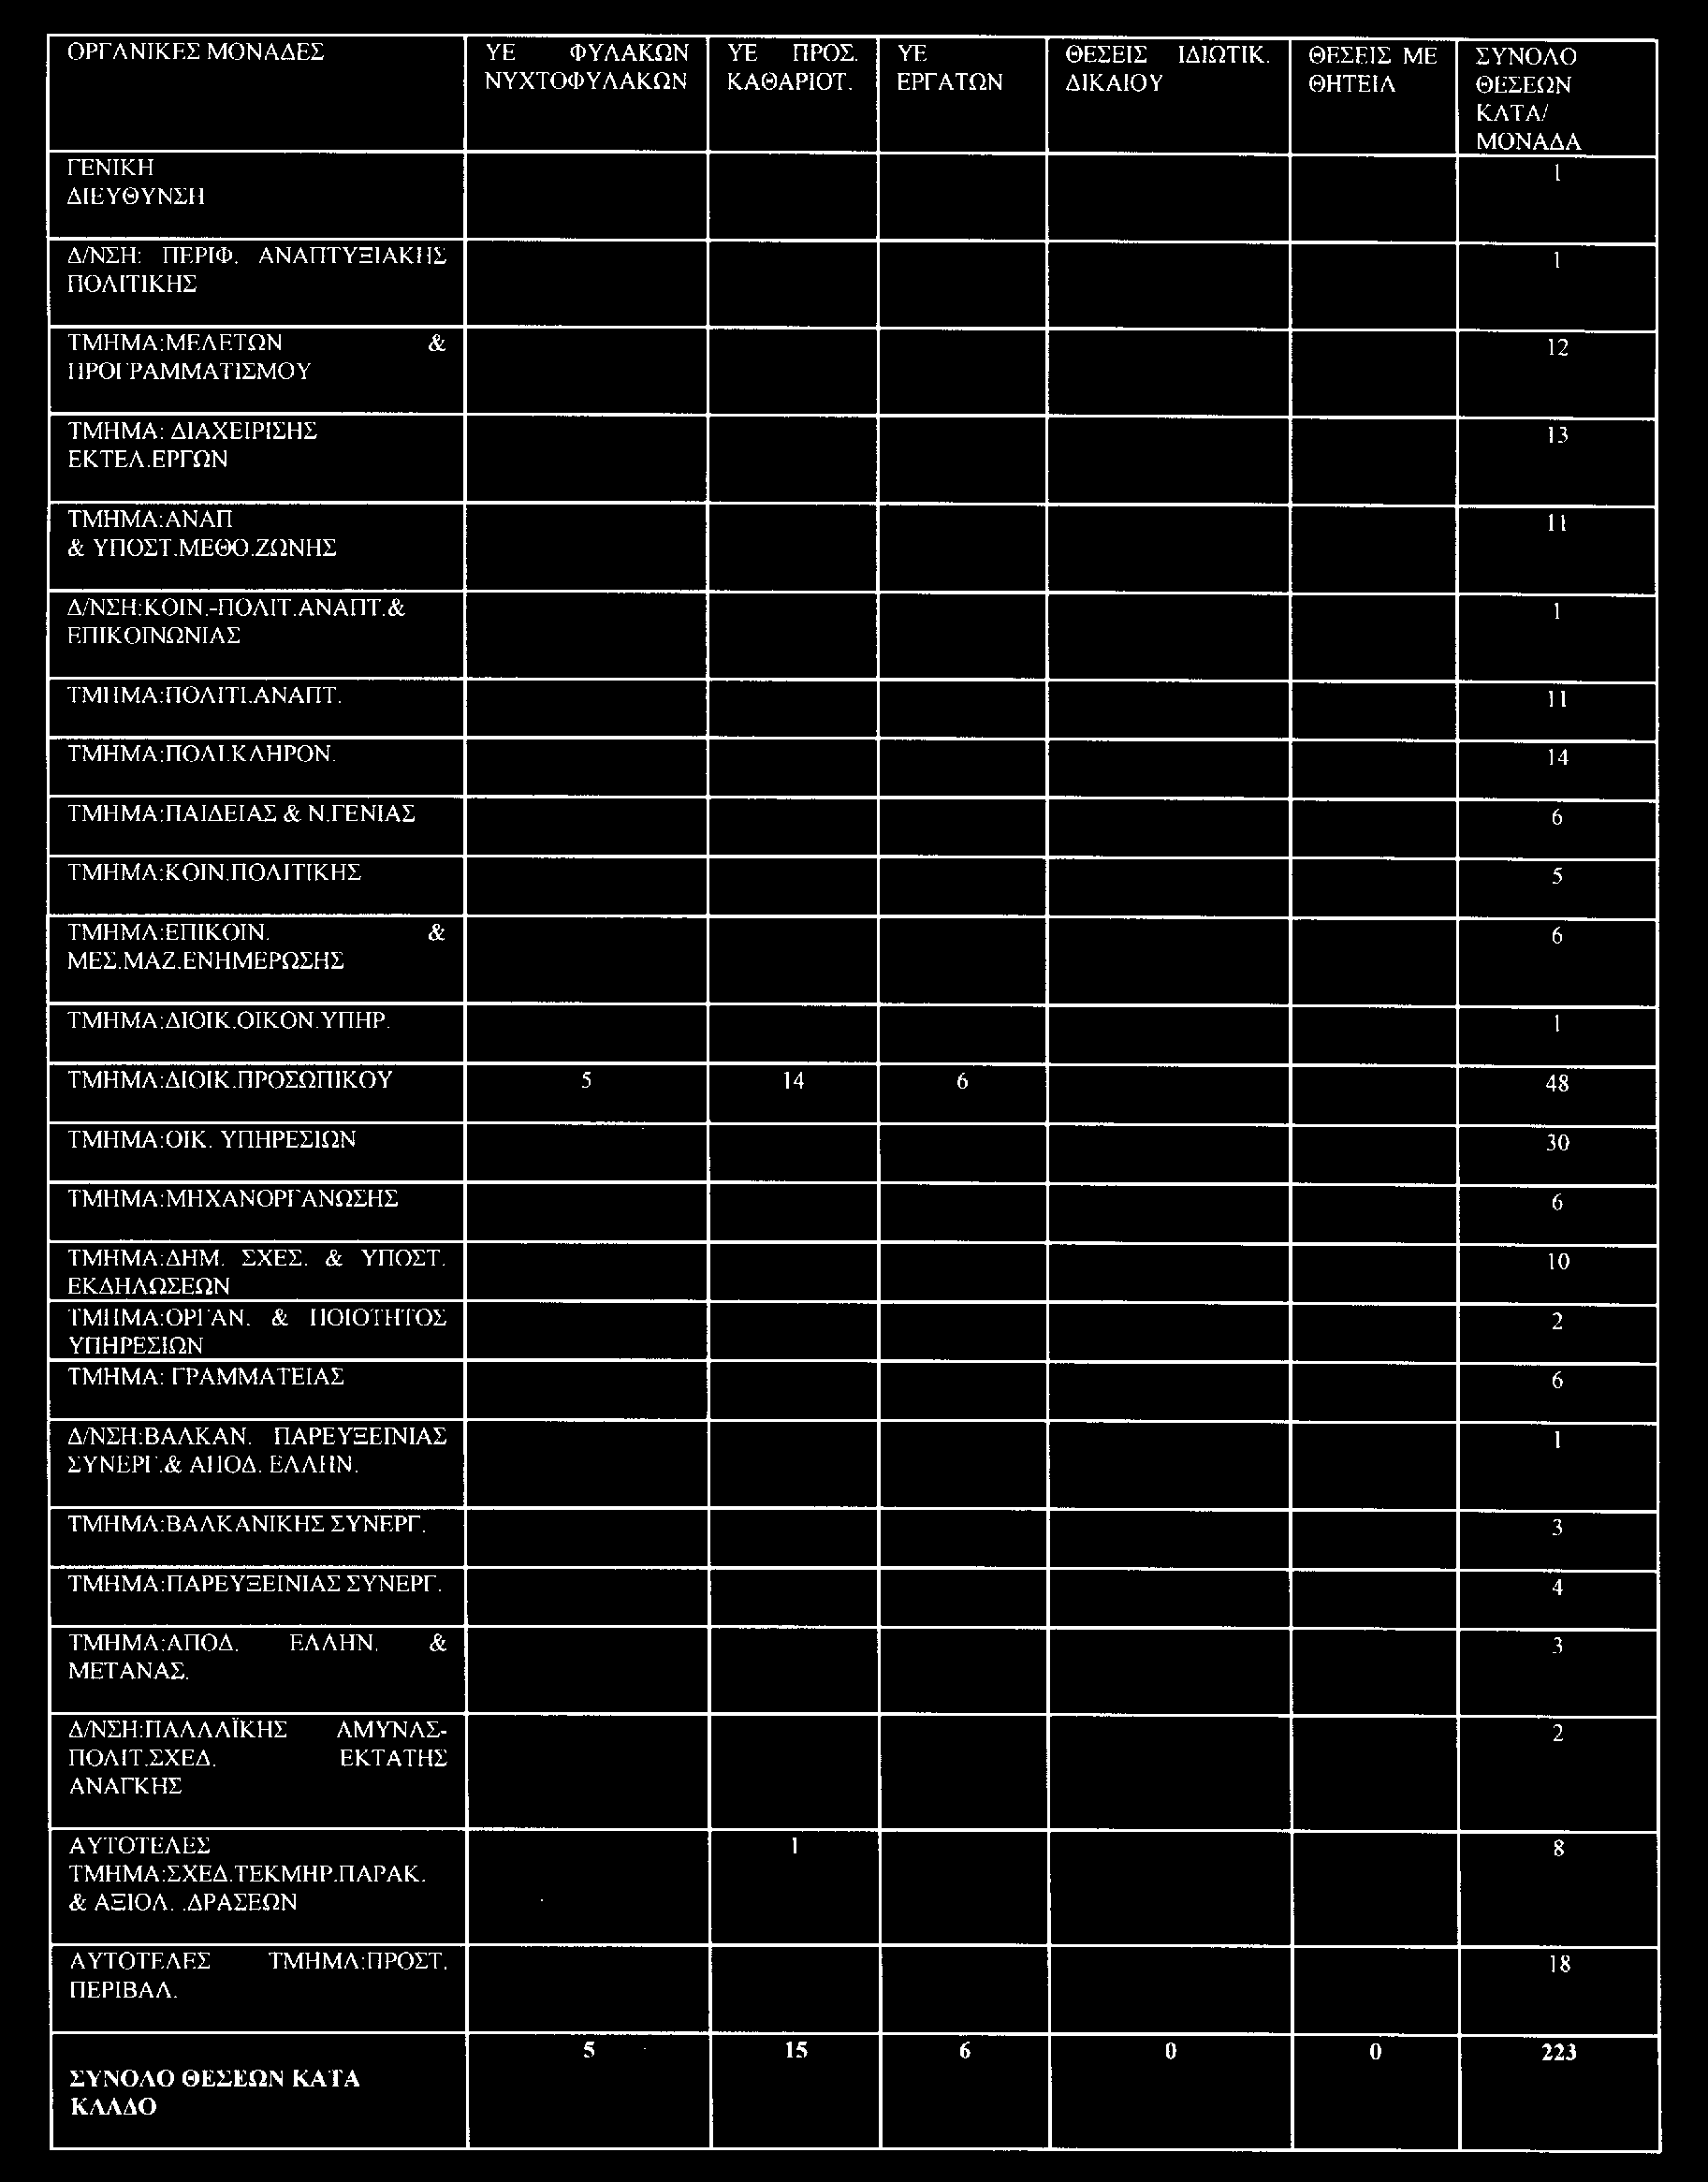 ΟΡΓΑΝΙΚΕΣ ΜΟΝΑΔΕΣ ΥΕ ΦΥΛΑΚΩΝ ΝΥΧΤΟΦΥΛΑΚΩΝ ΥΕ ΠΡΟΣ. ΚΑΘΑΡΙΟΤ. ΥΕ ΕΡΓΑΤΩΝ ΘΕΣΕΙΣ ΙΔΙΩΤΙΚ. ΔΙΚΑΙΟΥ ΘΕΣΕΙΣ ΜΕ ΘΗΤΕΙΑ ΣΥΝΟΛΟ ΘΕΣΕΩΝ ΚΑΤΑ/ ΜΟΝΑΔΑ
ΓΕΝΙΚΗ 1
ΔΙΕΥΘΥΝΣΗ
Δ/ΝΣΗ: ΠΕΡΙΦ. ΑΝΑΠΤΥΞΙΑΚΗΣ 1
ΠΟΛΙΤΙΚΗΣ
ΤΜΗΜΑ:ΜΕΛΕΤΩΝ & 12
ΠΡΟΓΡΑΜΜΑΤΙΣΜΟΥ
ΤΜΗΜΑ: ΔΙΑΧΕΙΡΙΣΗΣ 13
ΕΚΤΕΛ.ΕΡΓΩΝ
ΤΜΗΜΑ:ΑΝΑΠ 11
& ΥΠΟΣΤ.ΜΕΘΟ.ΖΩΝΗΣ
Δ/ΝΣΗ:ΚΟΙΝ.-ΠΟΛΙΤ.ΑΝΑΠΤ.& 1
ΕΠΙΚΟΙΝΩΝΙΑΣ
ΤΜΗΜΑ:ΠΟΛΙΤΙ.ΑΝΑΠΤ. 11
ΤΜΗΜΑ:ΠΟΛΙ.ΚΛΗΡΟΝ. 14
ΤΜΗΜΑ:ΠΑΙΔΕΙΑΣ & Ν.ΓΕΝΙΑΣ 6
ΤΜΗΜΑ:ΚΟΙΝ.ΠΟΛΙΤΙΚΗΣ 5
ΤΜΗΜΑ:ΕΠΙΚΟΙΝ. & 6
ΜΕΣ.ΜΑΖ.ΕΝΗΜΕΡΩΣΗΣ
ΤΜΗΜΑ:ΔΙΟΙΚ.ΟΙΚΟΝ.ΥΠΗΡ. 1
ΤΜΗΜΑ:ΔΙΟΙΚ.ΠΡΟΣΩΠΙΚΟΥ 5 14 6 48
ΤΜΗΜΑ:ΟΙΚ. ΥΠΗΡΕΣΙΩΝ 30
ΤΜΗΜΑ:ΜΗΧΑΝΟΡΓΑΝΩΣΗΣ 6
ΤΜΗΜΑ:ΔΗΜ. ΣΧΕΣ. & ΥΠΟΣΤ. 10
ΕΚΔΗΛΩΣΕΩΝ
ΤΜΗΜΑ:ΟΡΓΑΝ. & ΠΟΙΟΤΗΤΟΣ 2
ΥΠΗΡΕΣΙΩΝ
ΤΜΗΜΑ: ΓΡΑΜΜΑΤΕΙΑΣ 6
Δ/ΝΣΗ:ΒΑΛΚΑΝ. ΠΑΡΕΥΞΕΙΝΙΑΣ 1
ΣΥΝΕΡΓ.& ΑΠΟΔ. ΕΛΛΗΝ.
ΤΜΗΜΑ:ΒΑΛΚΑΝΙΚΗΣ ΣΥΝΕΡΓ. 3
ΤΜΗΜΑ:ΠΑΡΕΥΞΕΙΝΙΑΣ ΣΥΝΕΡΓ. 4
ΤΜΗΜΑ:ΑΠΟΔ. ΕΛΛΗΝ. & 3
ΜΕΤΑΝΑΣ.
Δ/ΝΣΗ:ΠΑΛΛΑΪΚΗΣ ΑΜΥΝΑΣ- 2
ΠΟΛΙΤ.ΣΧΕΔ. ΕΚΤΑΤΗΣ
ΑΝΑΓΚΗΣ
ΑΥΤΟΤΕΛΕΣ 1 8
ΤΜΗΜΑ:ΣΧΕΔ.ΤΕΚΜΗΡ.ΠΑΡΑΚ.
& ΑΞΙΟΛ. .ΔΡΑΣΕΩΝ
ΑΥΤΟΤΕΛΕΣ ΤΜΗΜΑ:ΠΡΟΣΤ. 18
ΠΕΡΙΒΑΛ.
5 15 6 0 0 223
ΣΥΝΟΛΟ ΘΕΣΕΩΝ ΚΑΤΑ
ΚΛΑΔΟ